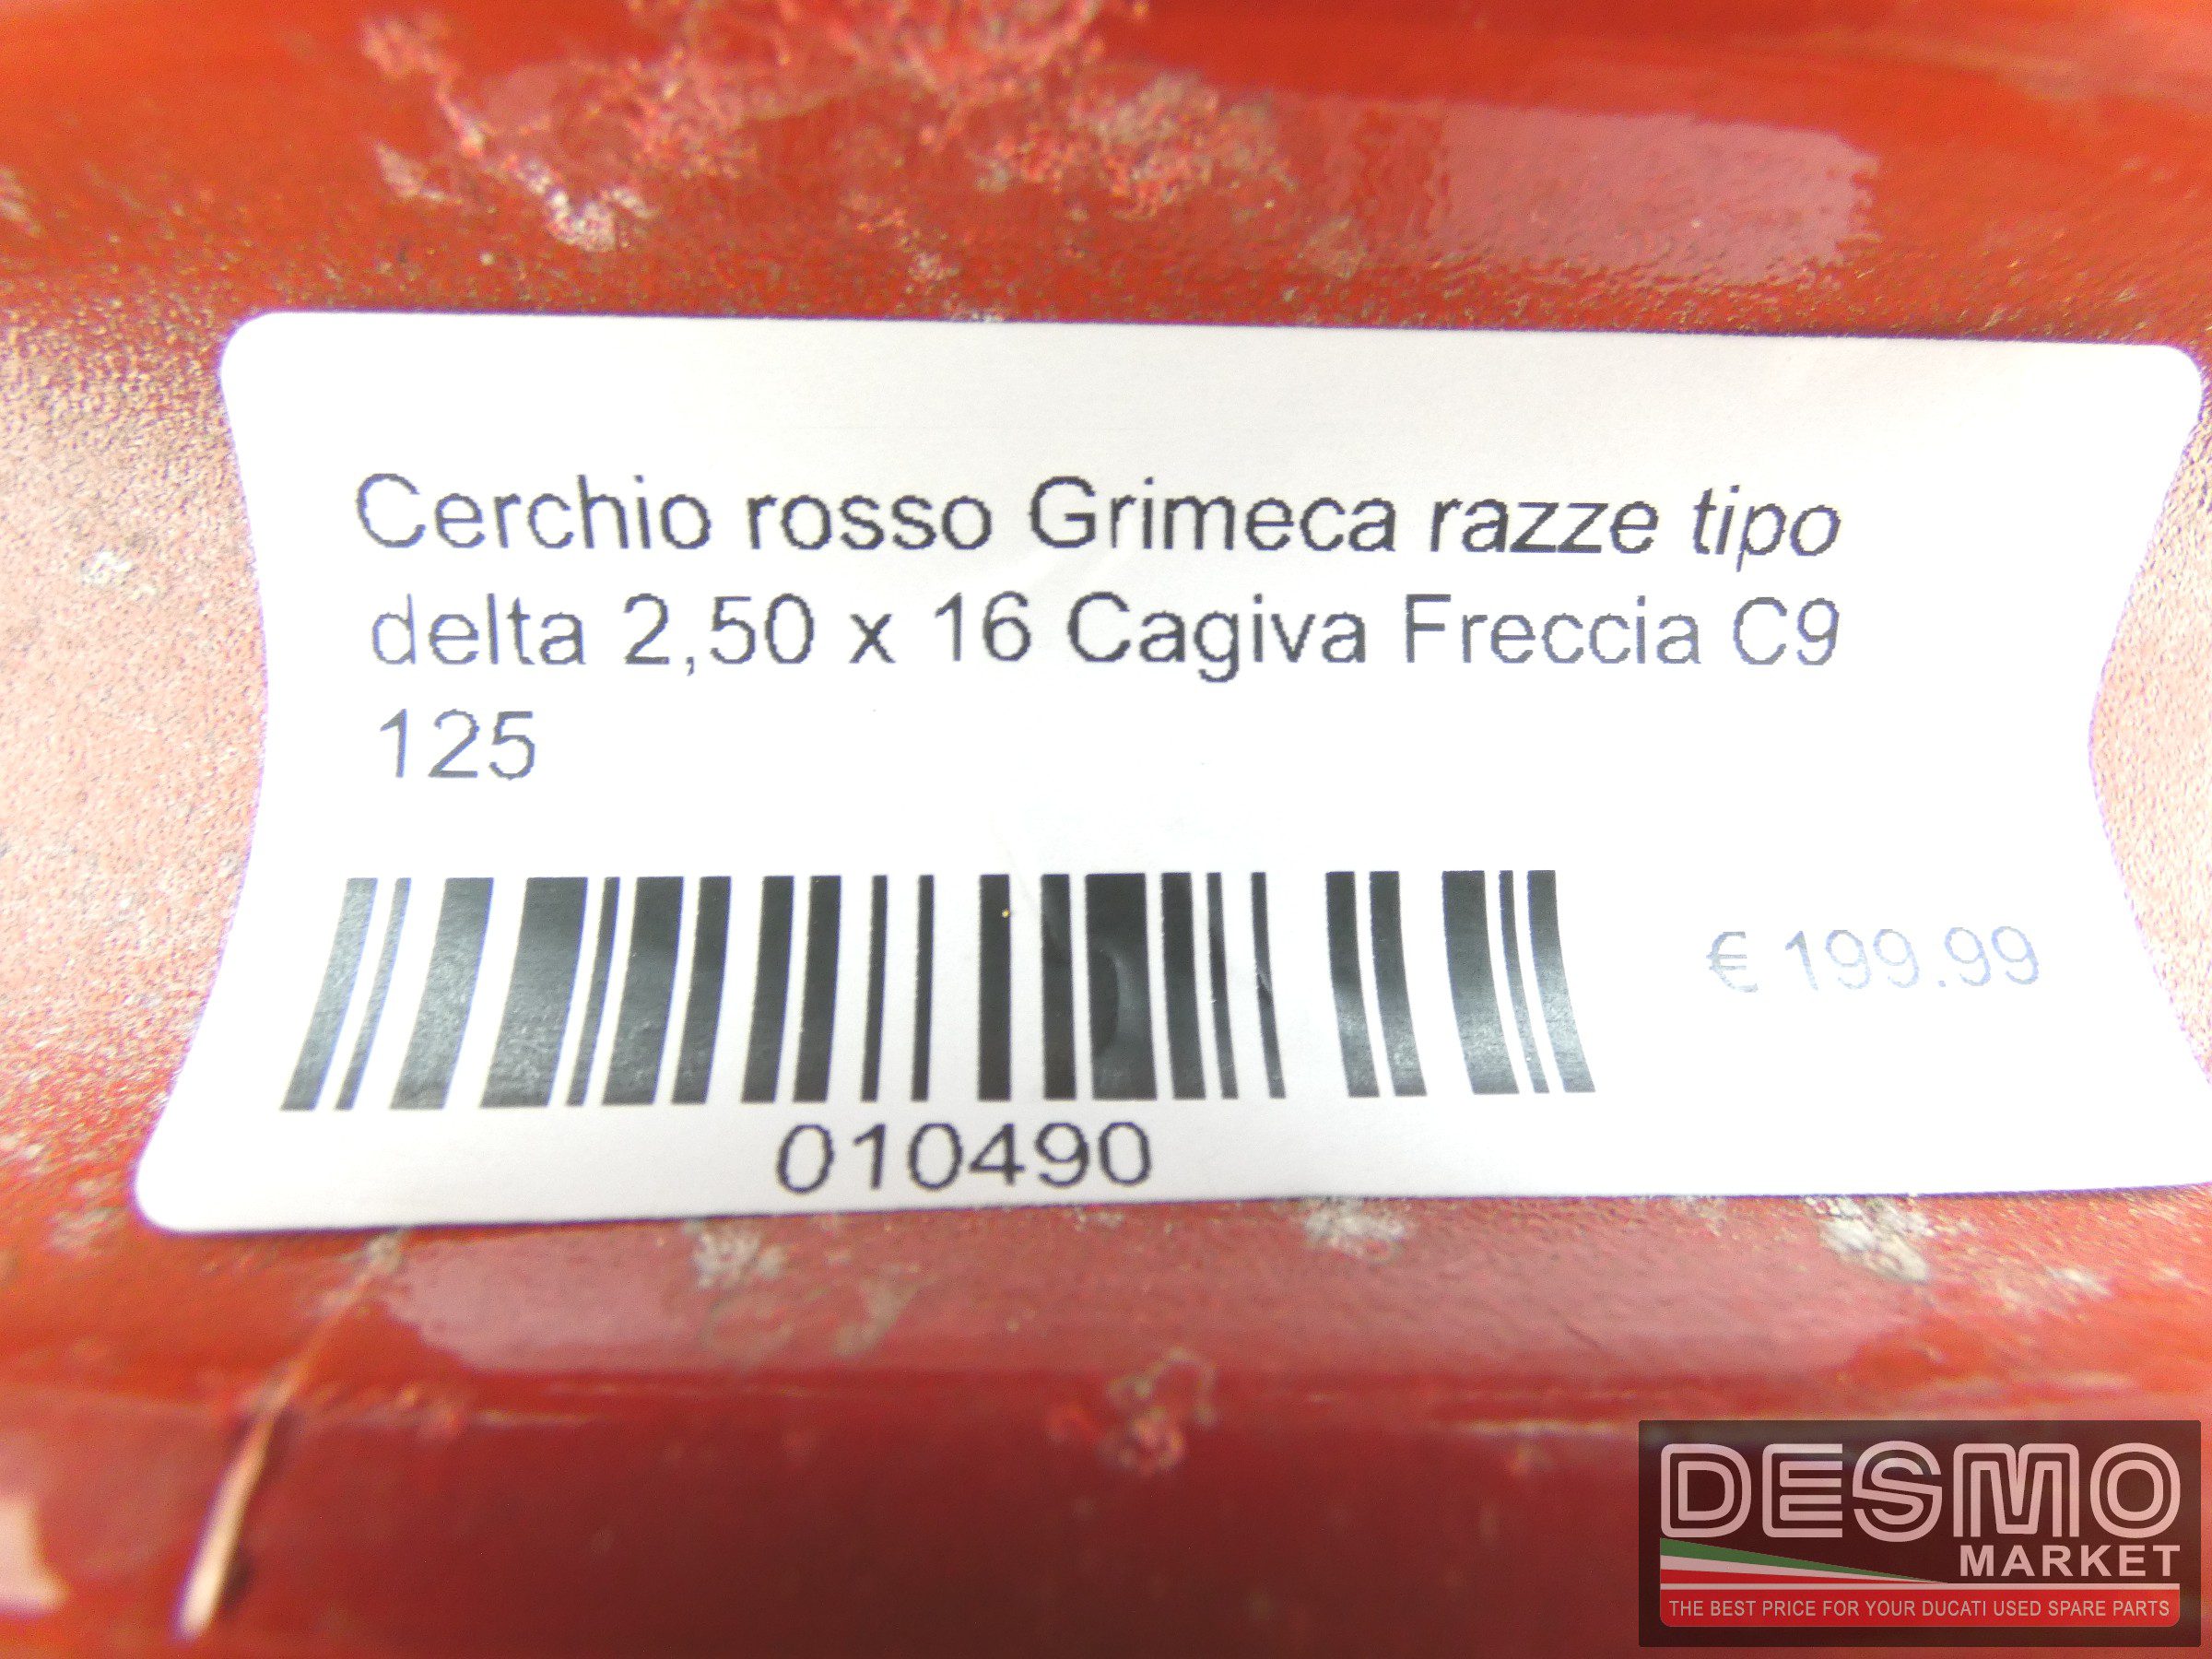 Cerchio rosso Grimeca razze tipo
delta 2,50 x 16 Cagiva Freccia C9
125
€ 199.99
010490
DESMO
MARKET
THE BEST PRICE FOR YOUR DUCATI USED SPARE PARTS